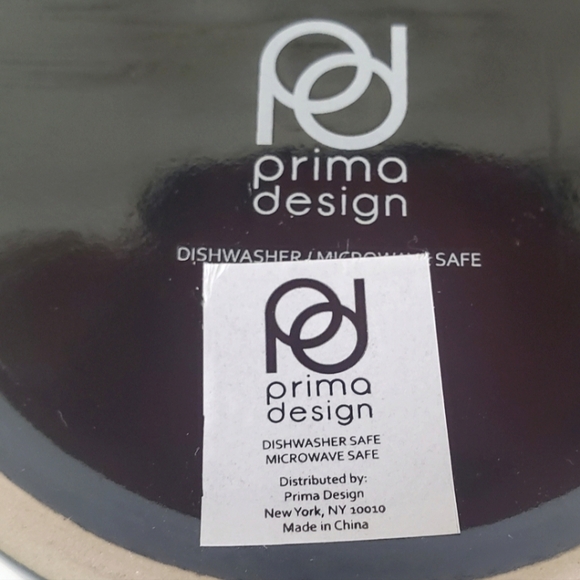 pd
prima
design
DISHWASHER / MICROWAVE SAFE
pd
prima
design
DISHWASHER SAFE
MICROWAVE SAFE
Distributed by:
Prima Design
New York, NY 10010
Made in China